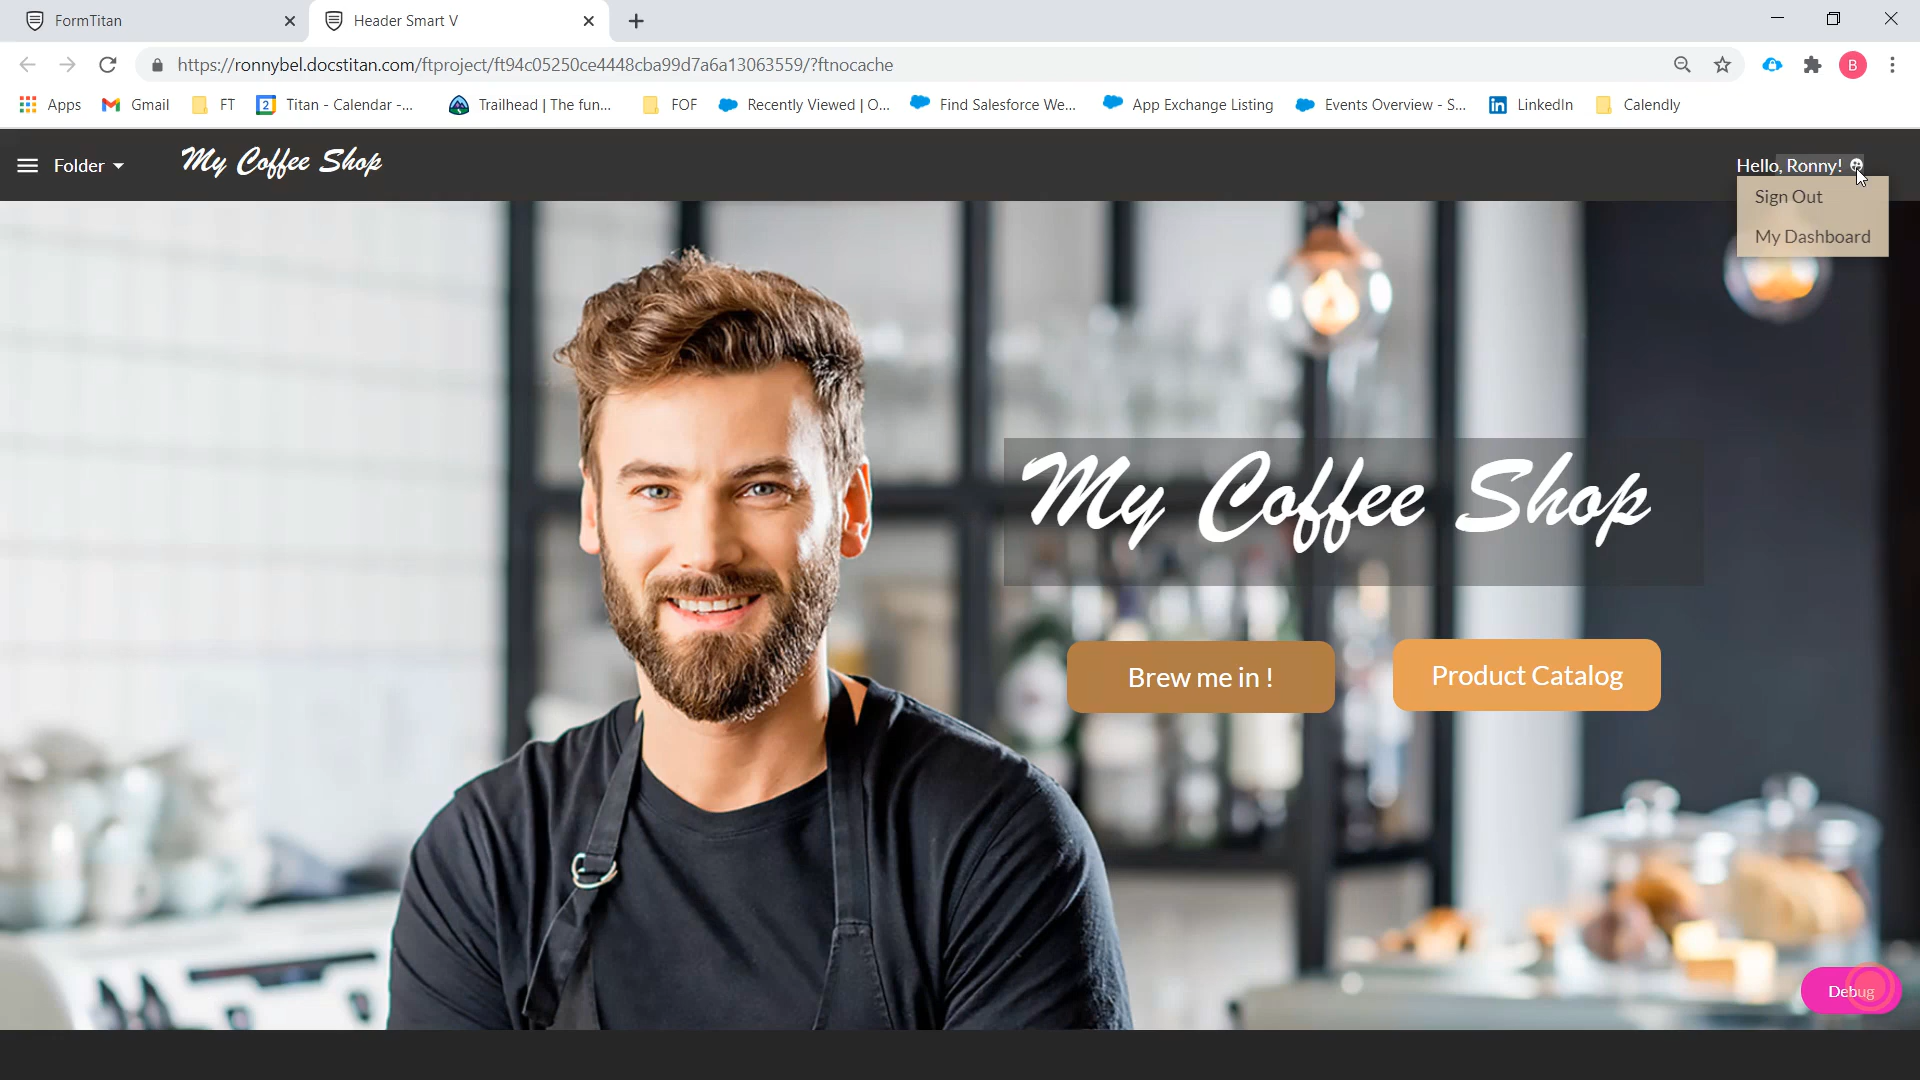 FormTitan
Header Smart V
https://ronnybel.docstitan.com/ftproject/ft94c05250ce4448cba99d7a6a13063559/?ftnocache
B
Apps
Gmail
FT
2
Titan - Calendar -...
Trailhead | The fun...
FOF
Recently Viewed | O...
Find Salesforce We...
App Exchange Listing
Events Overview - S...
in
LinkedIn
Calendly
Folder
My Coffee Shop
Hello, Ronny!
Sign Out
My Dashboard
My Coffee Shop
Brew me in !
Product Catalog
Debug